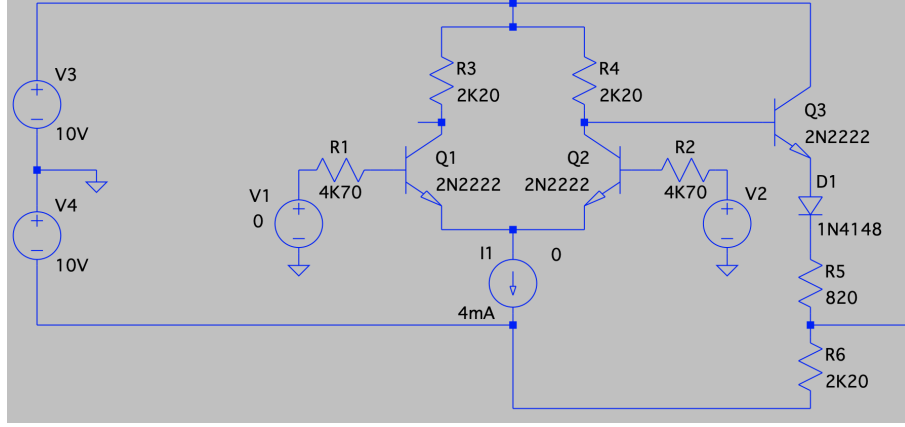 V3
10V
V4
10V
R3
2K20
R4
2K20
Q3
2N2222
R1
4K70
Q1
2N2222
Q2
2N2222
R2
4K70
V1
0
V2
0
D1
1N4148
I1
4mA
R5
820
R6
2K20